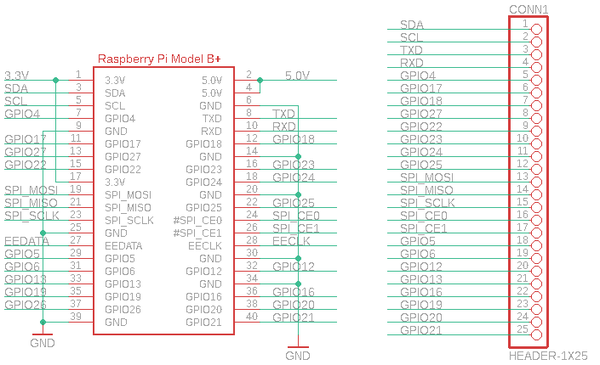 CONN1
Raspberry Pi Model B+
3.3V 1 3.3V 5.0V 2 5.0V
SDA 3 SDA 5.0V 4
SCL 5 SCL GND 6
GPIO4 7 GPIO4 TXD 8 TXD
9 GND RXD 10 RXD
GPIO17 11 GPIO17 GPIO18 12 GPIO18
GPIO27 13 GPIO27 GND 14
GPIO22 15 GPIO22 GPIO23 16 GPIO23
17 3.3V GPIO24 18 GPIO24
SPI_MOSI 19 SPI_MOSI GND 20
SPI_MISO 21 SPI_MISO GPIO25 22 GPIO25
SPI_SCLK 23 SPI_SCLK #SPI_CE0 24 SPI_CE0
25 GND #SPI_CE1 26 SPI_CE1
EEDATA 27 EEDATA EECLK 28 EECLK
GPIO5 29 GPIO5 GND 30
GPIO6 31 GPIO6 GPIO12 32 GPIO12
GPIO13 33 GPIO13 GND 34
GPIO19 35 GPIO19 GPIO16 36 GPIO16
GPIO26 37 GPIO26 GPIO20 38 GPIO20
39 GND GPIO21 40 GPIO21
GND
GND
SDA 1
SCL 2
TXD 3
RXD 4
GPIO4 5
GPIO17 6
GPIO18 7
GPIO27 8
GPIO22 9
GPIO23 10
GPIO24 11
GPIO25 12
SPI_MOSI 13
SPI_MISO 14
SPI_SCLK 15
SPI_CE0 16
SPI_CE1 17
GPIO5 18
GPIO6 19
GPIO12 20
GPIO13 21
GPIO16 22
GPIO19 23
GPIO20 24
GPIO21 25
HEADER-1X25